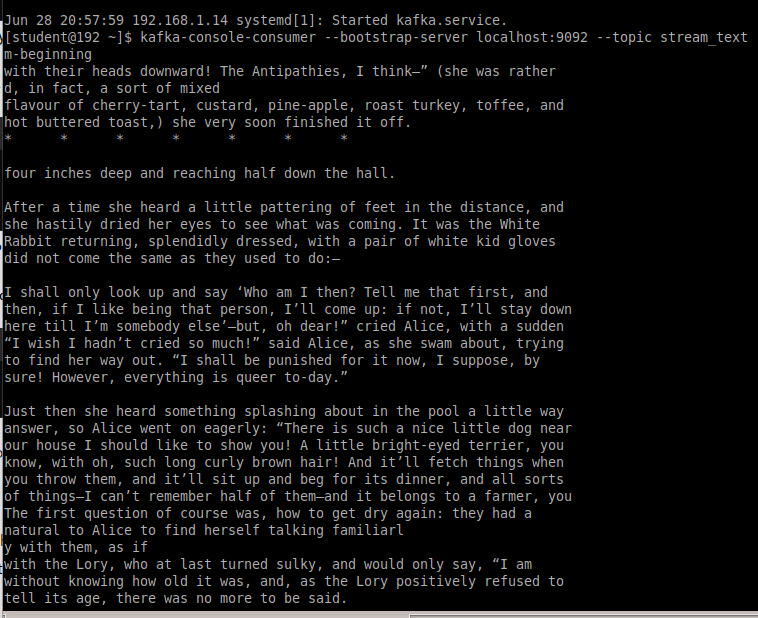 Jun 28 20:57:59 192.168.1.14 systemd[1]: Started kafka.service.
[student@192 ~]$ kafka-console-consumer --bootstrap-server localhost:9092 --topic stream_text
m-beginning
with their heads downward! The Antipathies, I think—” (she was rather
d, in fact, a sort of mixed
flavour of cherry-tart, custard, pine-apple, roast turkey, toffee, and
hot buttered toast,) she very soon finished it off.
*      *      *      *      *      *      *
four inches deep and reaching half down the hall.
After a time she heard a little pattering of feet in the distance, and
she hastily dried her eyes to see what was coming. It was the White
Rabbit returning, splendidly dressed, with a pair of white kid gloves
did not come the same as they used to do:—
I shall only look up and say ‘Who am I then? Tell me that first, and
then, if I like being that person, I’ll come up: if not, I’ll stay down
here till I’m somebody else’—but, oh dear!” cried Alice, with a sudden
“I wish I hadn’t cried so much!” said Alice, as she swam about, trying
to find her way out. “I shall be punished for it now, I suppose, by
sure! However, everything is queer to-day.”
Just then she heard something splashing about in the pool a little way
answer, so Alice went on eagerly: “There is such a nice little dog near
our house I should like to show you! A little bright-eyed terrier, you
know, with oh, such long curly brown hair! And it’ll fetch things when
you throw them, and it’ll sit up and beg for its dinner, and all sorts
of things—I can’t remember half of them—and it belongs to a farmer, you
The first question of course was, how to get dry again: they had a
natural to Alice to find herself talking familiarl
y with them, as if
with the Lory, who at last turned sulky, and would only say, “I am
without knowing how old it was, and, as the Lory positively refused to
tell its age, there was no more to be said.